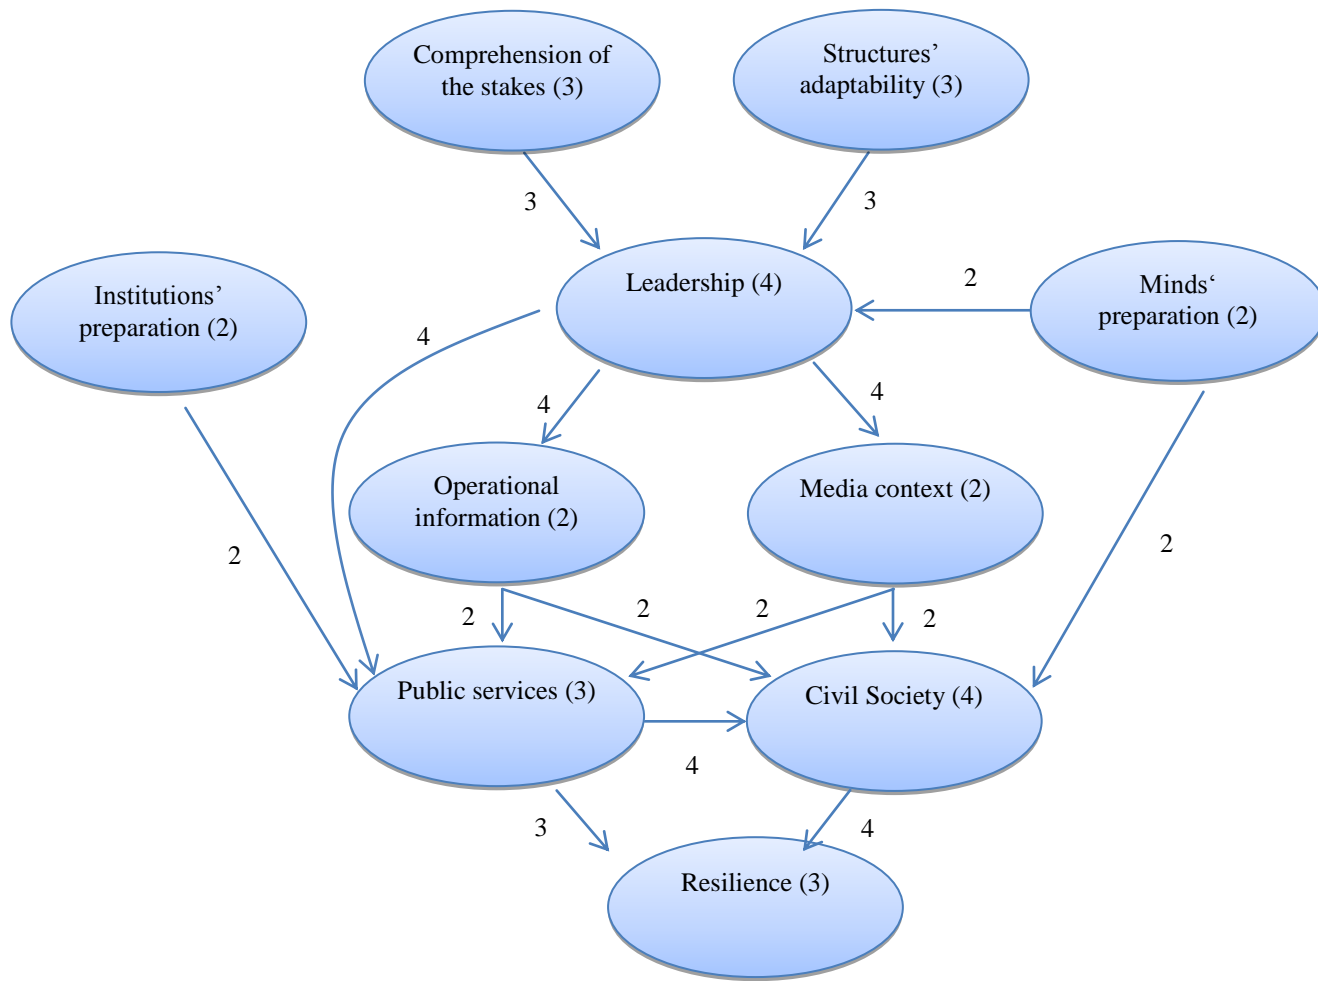 Comprehension of
the stakes (3)
Structures’
adaptability (3)
3
3
Leadership (4)
2
Institutions’
preparation (2)
Minds‘
preparation (2)
4
4
4
Operational
information (2)
Media context (2)
2
2
2
2
2
2
Public services (3)
Civil Society (4)
4
3
4
Resilience (3)